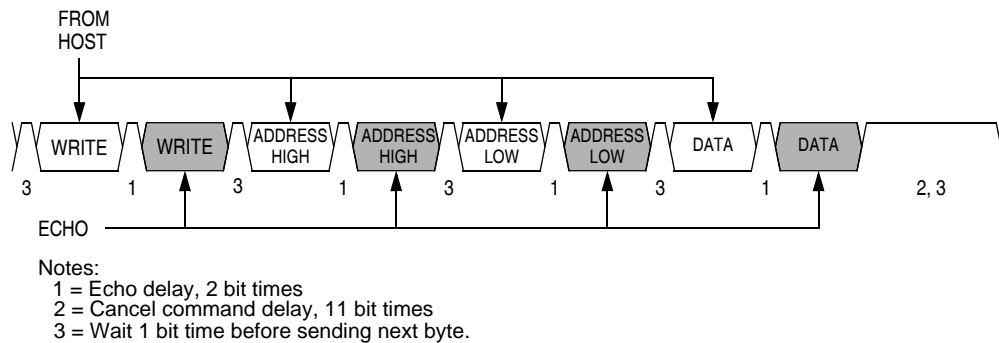 FROM
HOST
WRITE WRITE ADDRESS HIGH ADDRESS HIGH ADDRESS LOW ADDRESS LOW DATA DATA
3 1 3 1 3 1 3 1 2, 3
ECHO
Notes:
1 = Echo delay, 2 bit times
2 = Cancel command delay, 11 bit times
3 = Wait 1 bit time before sending next byte.